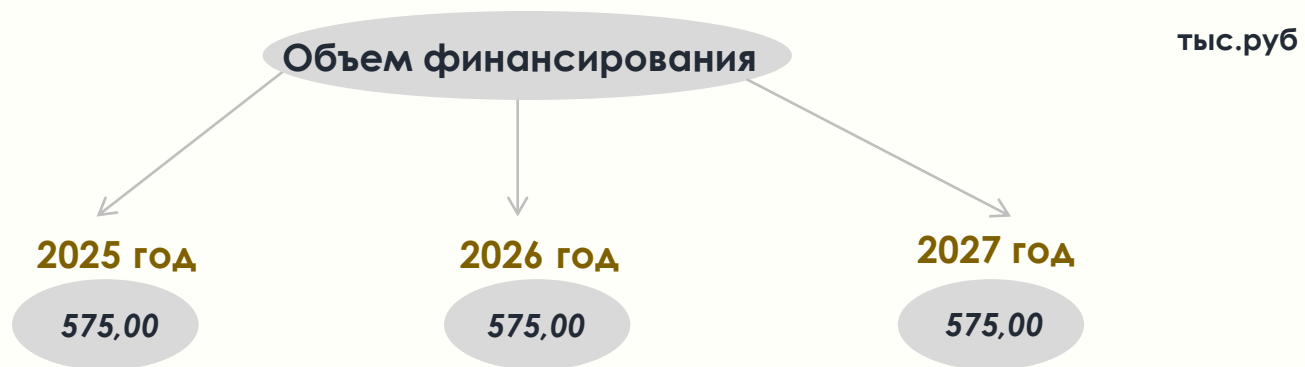 Объем финансирования
тыс.руб
2025 год
2026 год
2027 год
575,00
575,00
575,00